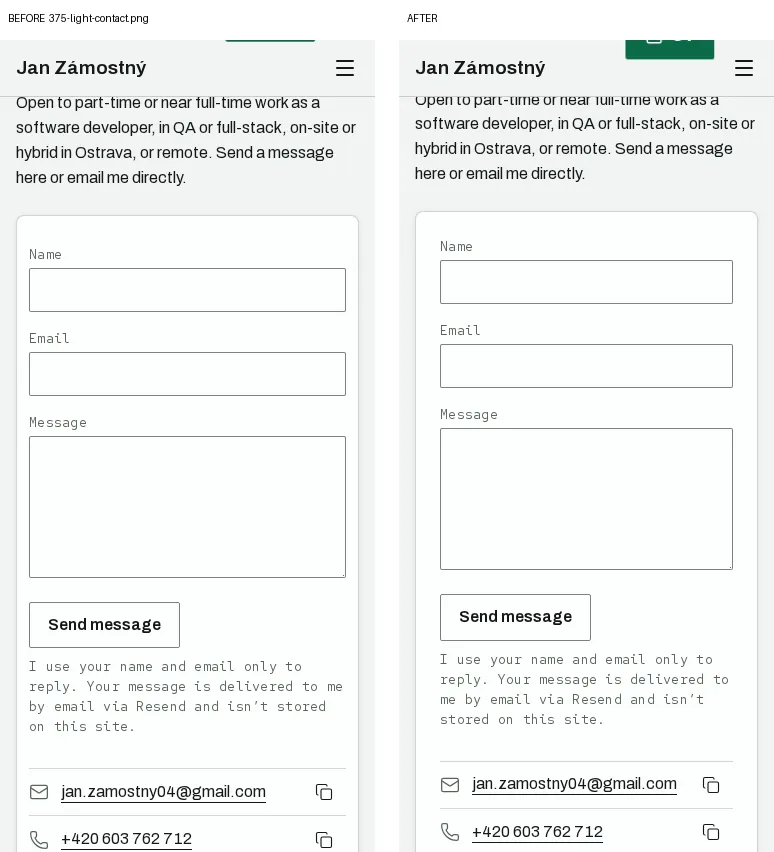 BEFORE 375-light-contact.png
Jan Zámostný
Open to part-time or near full-time work as a
software developer, in QA or full-stack, on-site or
hybrid in Ostrava, or remote. Send a message
here or email me directly.
Name
Email
Message
Send message
I use your name and email only to
reply. Your message is delivered to me
by email via Resend and isn’t stored
on this site.
jan.zamostny04@gmail.com
+420 603 762 712
AFTER
Jan Zámostný
Open to part-time or near full-time work as a
software developer, in QA or full-stack, on-site or
hybrid in Ostrava, or remote. Send a message
here or email me directly.
Name
Email
Message
Send message
I use your name and email only to
reply. Your message is delivered to
me by email via Resend and isn’t
stored on this site.
jan.zamostny04@gmail.com
+420 603 762 712